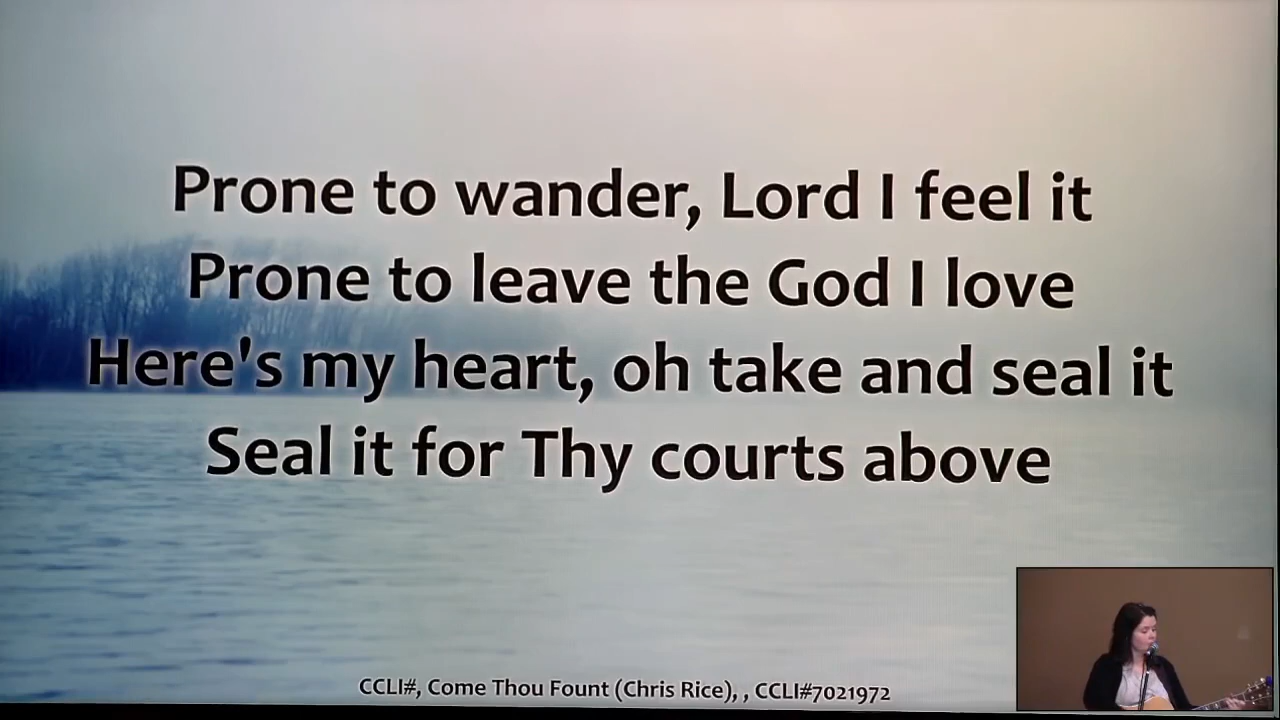 Prone to wander, Lord I feel it
Prone to leave the God I love
Here's my heart, oh take and seal it
Seal it for Thy courts above
CCLI#, Come Thou Fount (Chris Rice), , CCLI#7021972